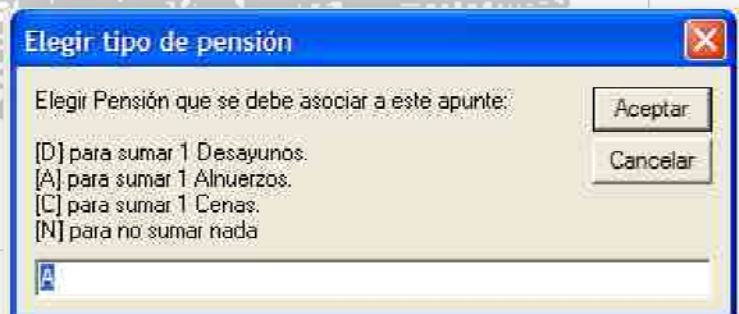 Elegir tipo de pensión
Elegir Pensión que se debe asociar a este apunte:
Aceptar
Cancelar
[D] para sumar 1 Desayunos.
[A] para sumar 1 Alnuerzos.
[C] para sumar 1 Cenas.
[N] para no sumar nada
A